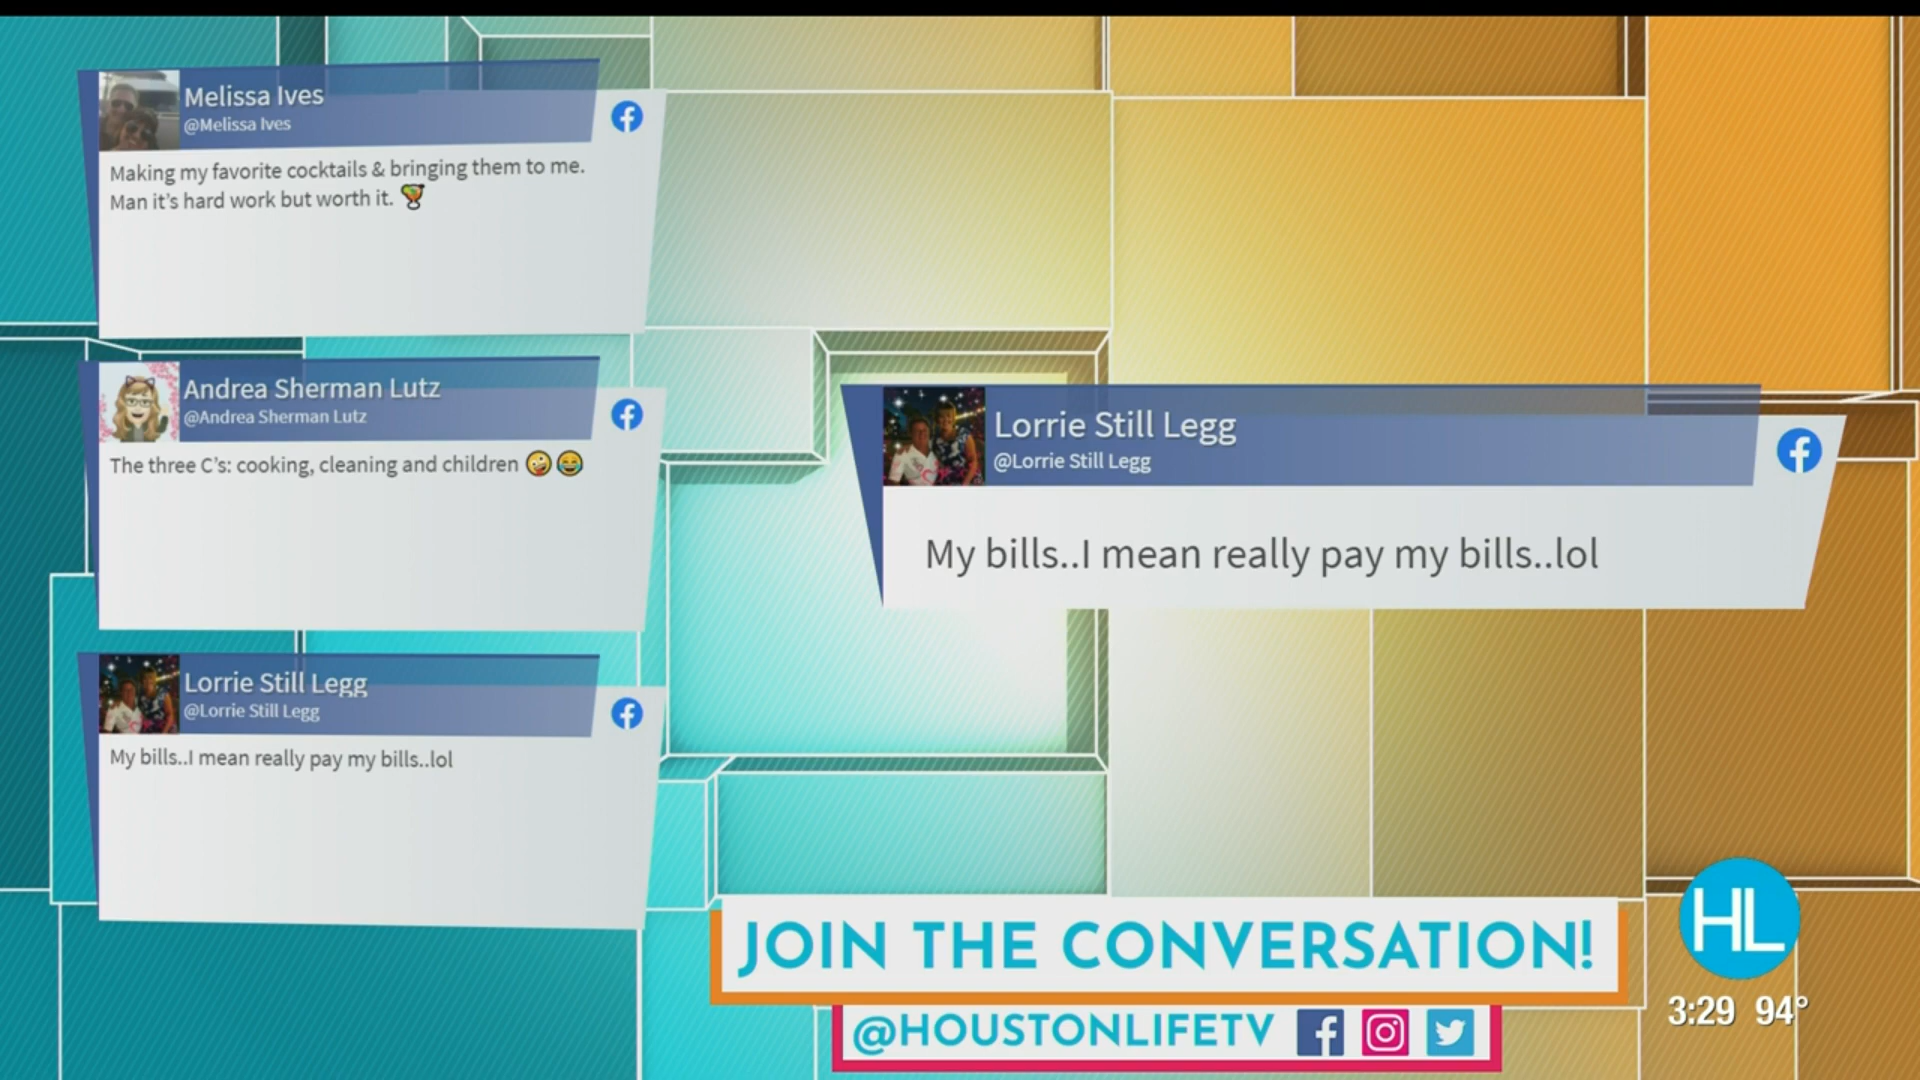 Melissa Ives
@Melissa Ives
Making my favorite cocktails & bringing them to me.
Man it's hard work but worth it. 🍹
Andrea Sherman Lutz
@Andrea Sherman Lutz
The three C's: cooking, cleaning and children 🤪😂
Lorrie Still Legg
@Lorrie Still Legg
My bills..I mean really pay my bills..lol
Lorrie Still Legg
@Lorrie Still Legg
My bills..I mean really pay my bills..lol
JOIN THE CONVERSATION!
@HOUSTONLIFETV
HL
3:29 94°